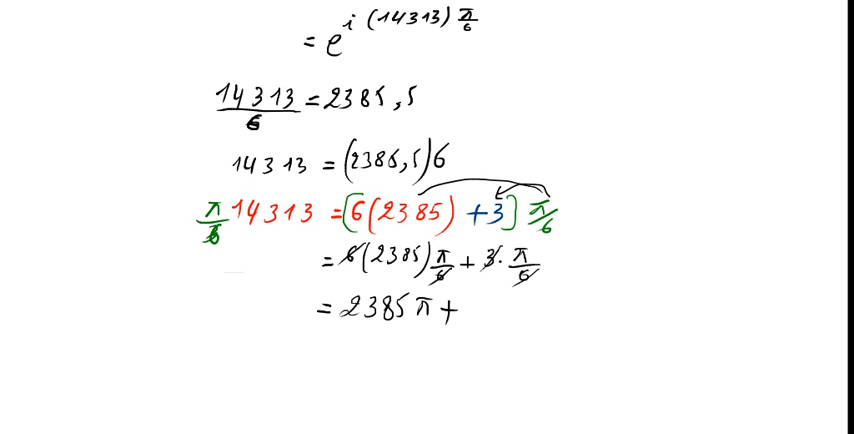 = e^{i (14313) π/6}
14313/6 = 2385,5
14313 = (2385,5)6
π/6 14313 = [6(2385) + 3] π/6
= 6(2385) π/6 + 3 · π/6
= 2385 π +